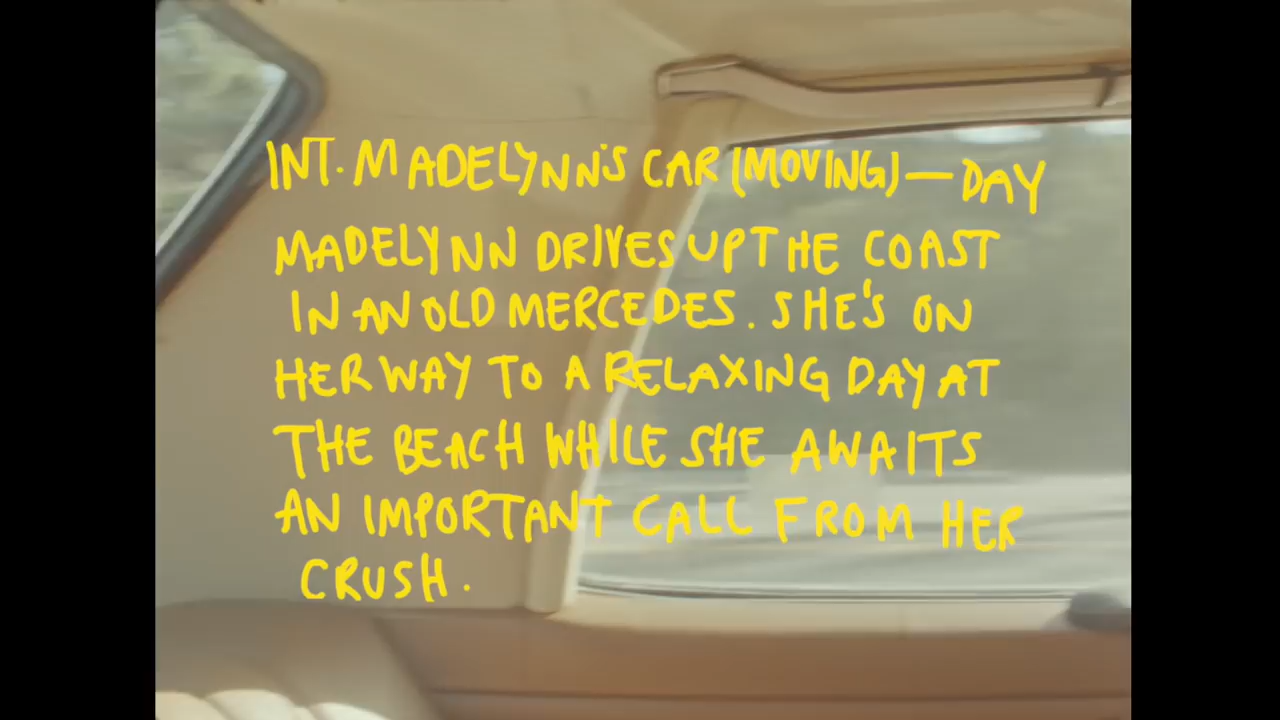 INT. MADELYNN'S CAR (MOVING) — DAY
MADELYNN DRIVES UP THE COAST
IN AN OLD MERCEDES. SHE'S ON
HER WAY TO A RELAXING DAY AT
THE BEACH WHILE SHE AWAITS
AN IMPORTANT CALL FROM HER
CRUSH.